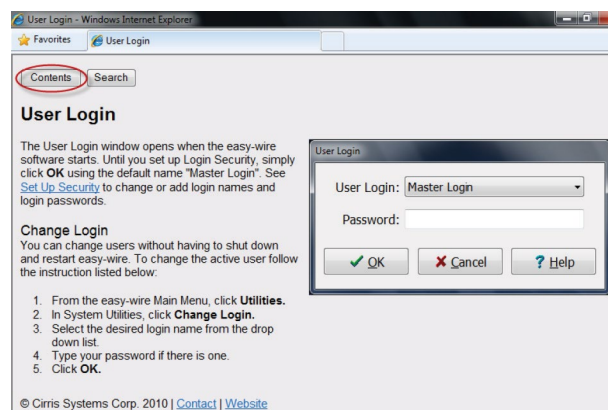 User Login - Windows Internet Explorer
Favorites
User Login
Contents
Search
User Login
The User Login window opens when the easy-wire
software starts. Until you set up Login Security, simply
click OK using the default name "Master Login". See
Set Up Security to change or add login names and
login passwords.
Change Login
You can change users without having to shut down
and restart easy-wire. To change the active user follow
the instruction listed below:
1. From the easy-wire Main Menu, click Utilities.
2. In System Utilities, click Change Login.
3. Select the desired login name from the drop
down list.
4. Type your password if there is one.
5. Click OK.
© Cirris Systems Corp. 2010 | Contact | Website
User Login
User Login: Master Login
Password:
OK
Cancel
? Help